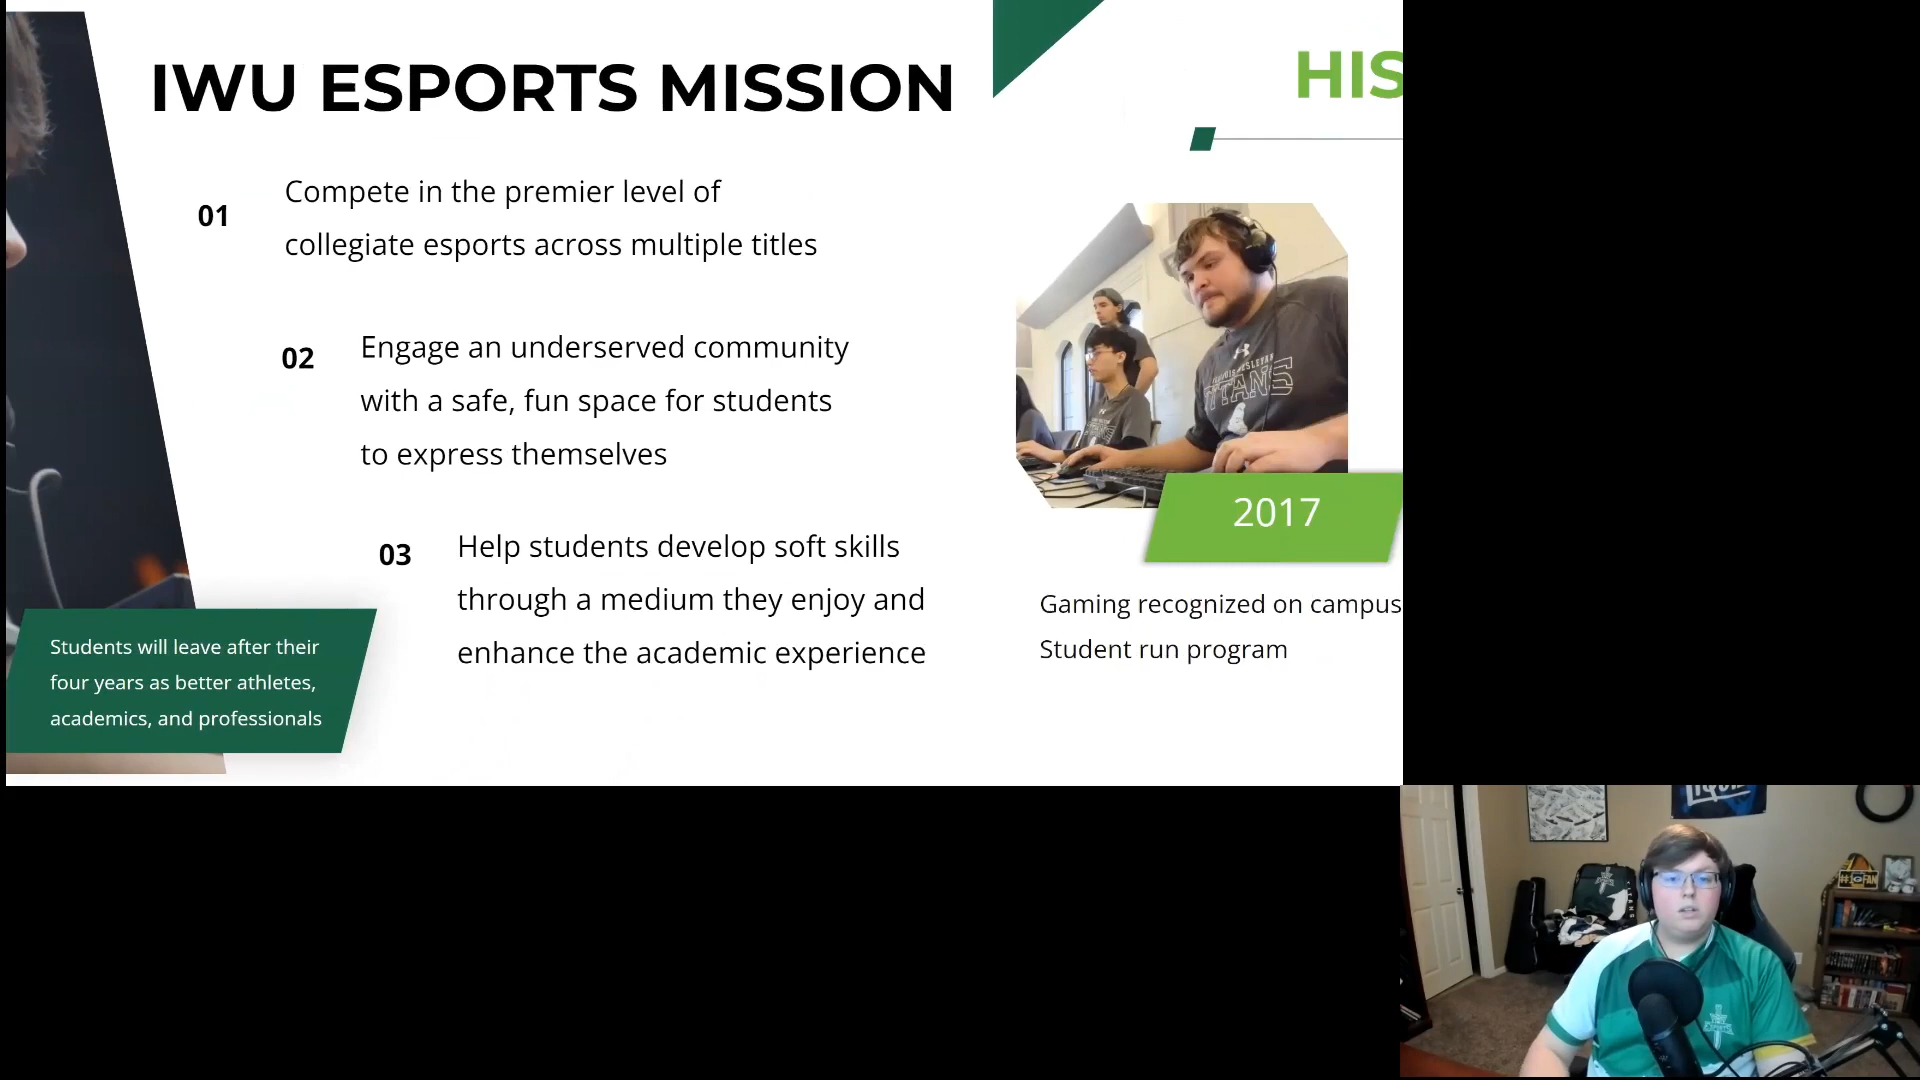 IWU ESPORTS MISSION
01
Compete in the premier level of
collegiate esports across multiple titles
02
Engage an underserved community
with a safe, fun space for students
to express themselves
03
Help students develop soft skills
through a medium they enjoy and
enhance the academic experience
Students will leave after their
four years as better athletes,
academics, and professionals
HIS
TITANS
2017
Gaming recognized on campus
Student run program
#1 FAN